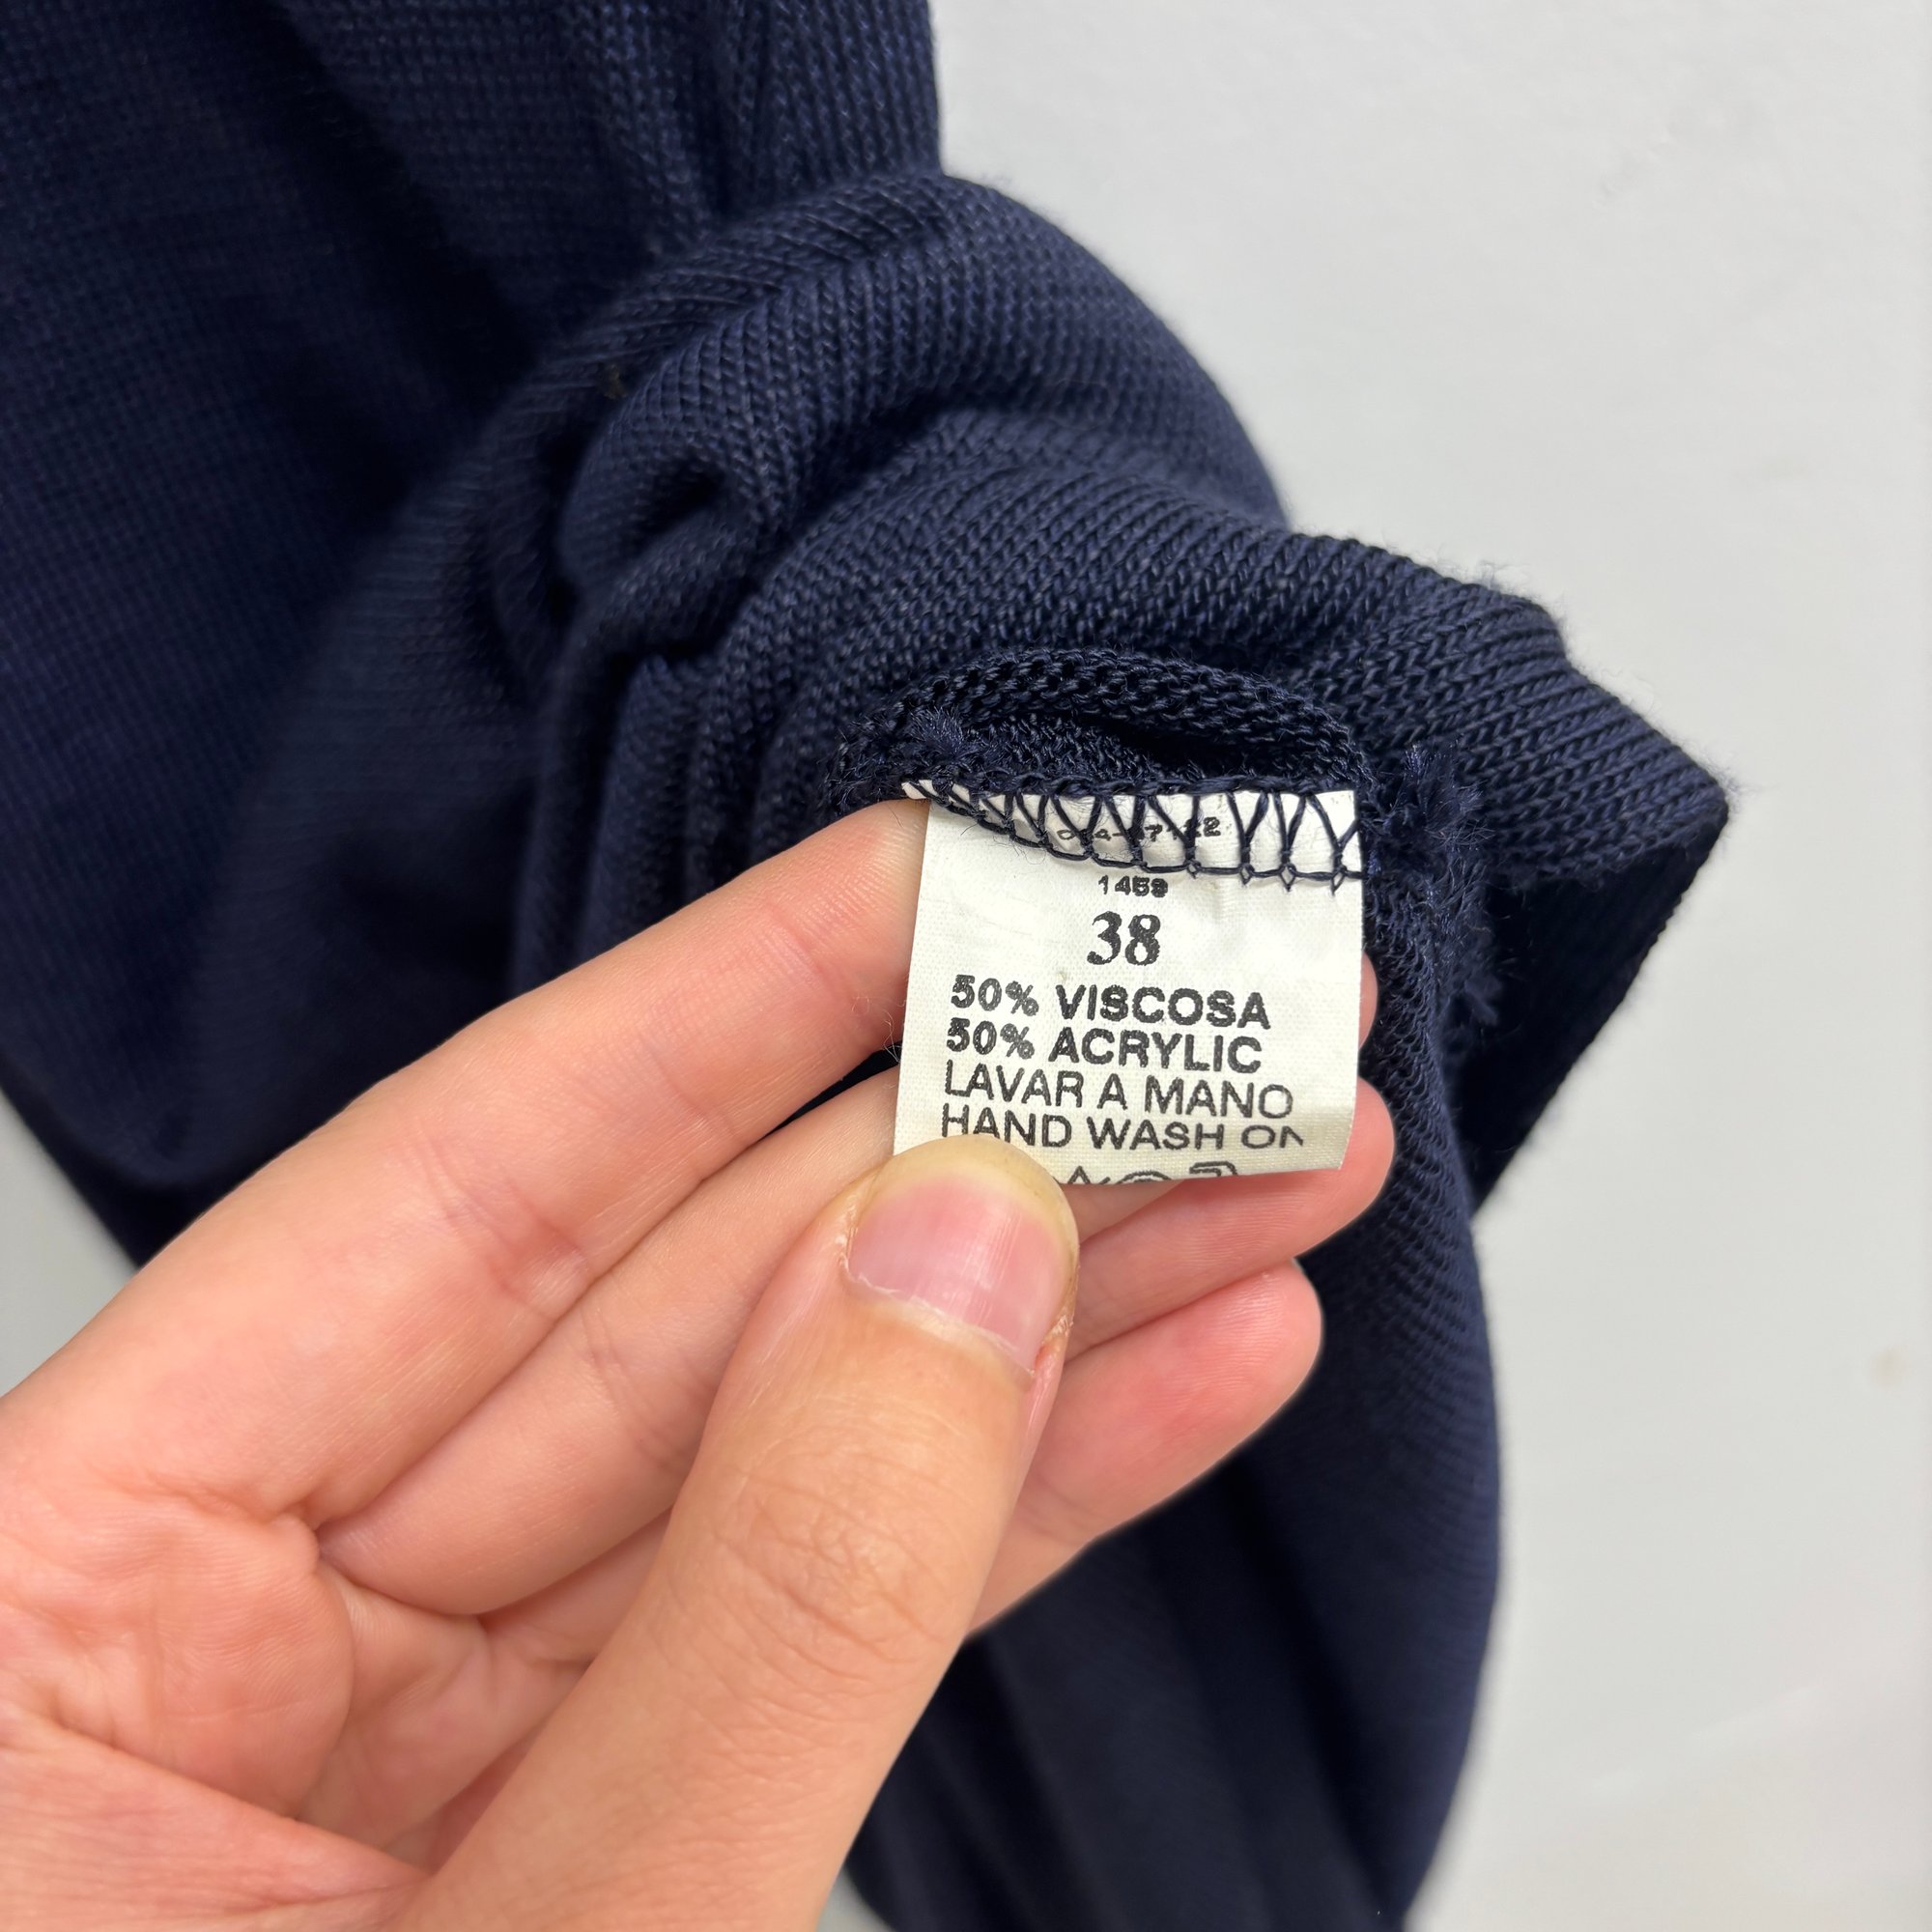 1459
38
50% VISCOSA
50% ACRYLIC
LAVAR A MANO
HAND WASH ON